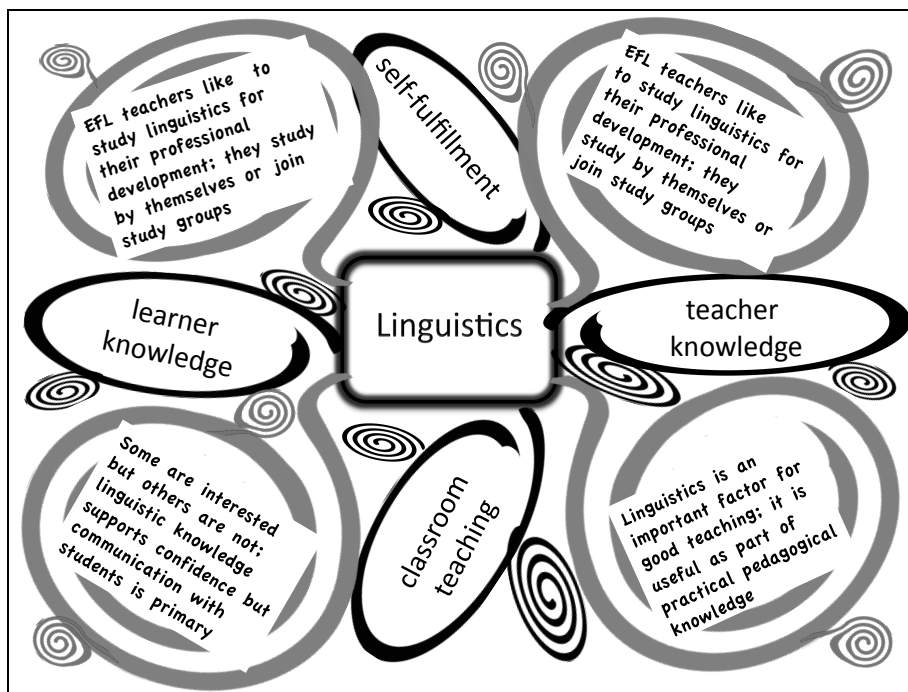 EFL teachers like to
study linguistics for
their professional
development; they study
by themselves or join
study groups
self-fulfillment
EFL teachers like
to study linguistics for
their professional
development; they
study by themselves or
join study groups
learner
knowledge
Linguistics
teacher
knowledge
Some are interested
but others are not;
linguistic knowledge
supports confidence but
communication with
students is primary
classroom
teaching
Linguistics is an
important factor for
good teaching; it is
useful as part of
practical pedagogical
knowledge